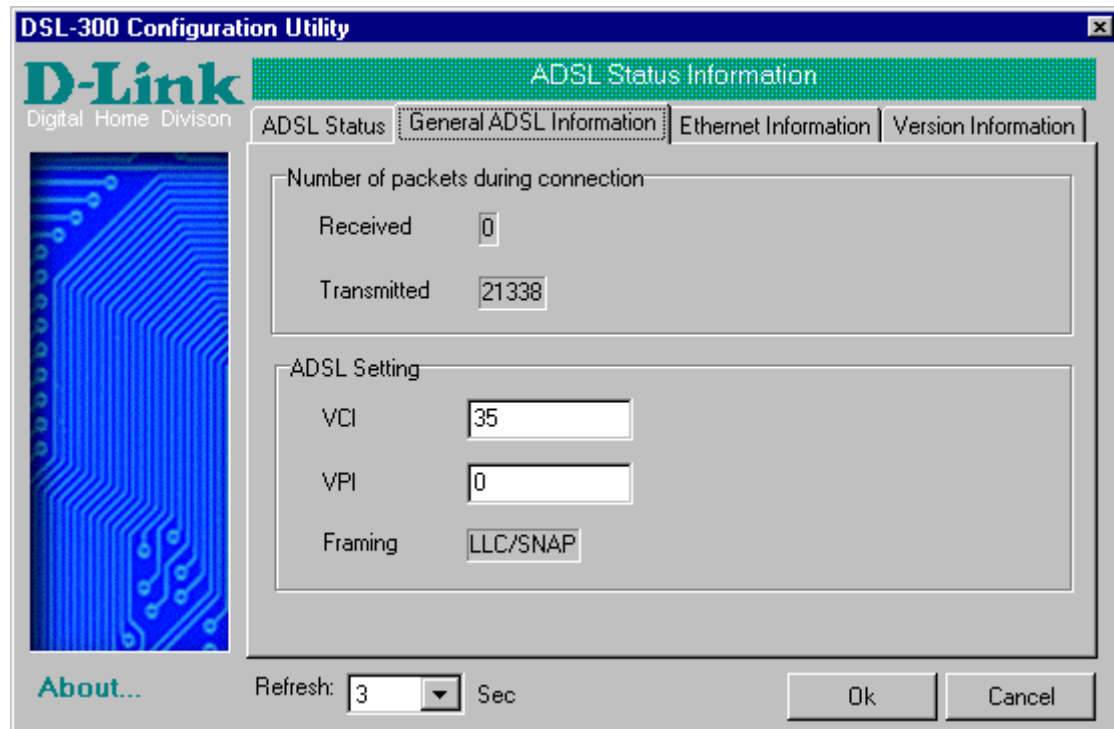 DSL-300 Configuration Utility
D-Link
Digital Home Divison
ADSL Status Information
ADSL Status General ADSL Information Ethernet Information Version Information
Number of packets during connection
Received 0
Transmitted 21338
ADSL Setting
VCI 35
VPI 0
Framing LLC/SNAP
About... Refresh: 3 Sec Ok Cancel